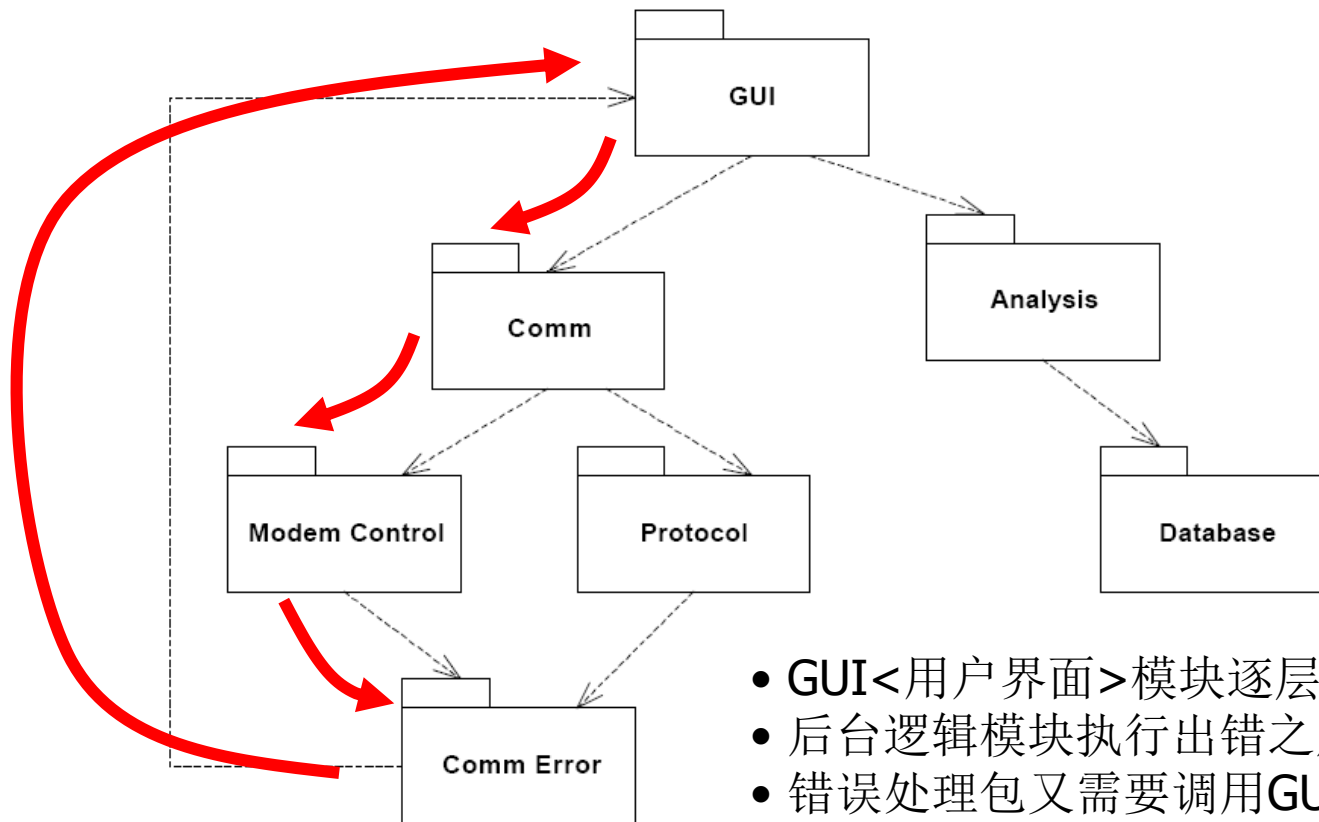 GUI
Analysis
Comm
Modem Control
Protocol
Database
Comm Error
• GUI<用户界面>模块逐层
• 后台逻辑模块执行出错之
• 错误处理包又需要调用GU